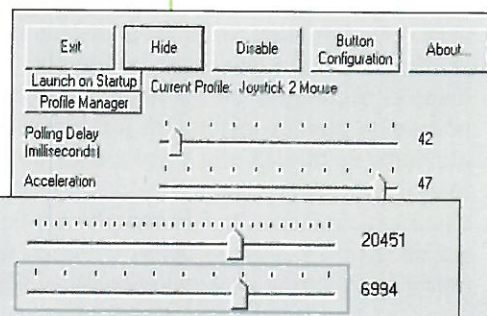 Exit Hide Disable Button Configuration About...
Launch on Startup
Profile Manager
Current Profile: Joystick 2 Mouse
Polling Delay (milliseconds) 42
Acceleration 47
20451
6994